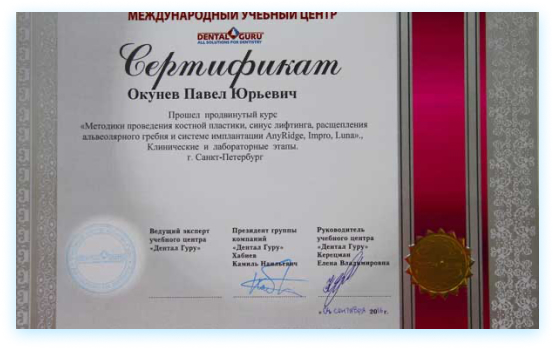 МЕЖДУНАРОДНЫЙ УЧЕБНЫЙ ЦЕНТР
DENTAL GURU
ALL SOLUTIONS FOR DENTISTRY
Сертификат
Окунев Павел Юрьевич
Прошел продвинутый курс
«Методики проведения костной пластики, синус лифтинга, расщепления
альвеолярного гребня и системе имплантации AnyRidge, Impro, Luna».,
Клинические и лабораторные этапы.
г. Санкт-Петербург
Ведущий эксперт
учебного центра
«Дентал Гуру»
Президент группы
компаний
«Дентал Гуру»
Хабиев
Камиль Наильевич
Руководитель
учебного центра
«Дентал Гуру»
Керецман
Елена Владимировна
сентября 201 г.